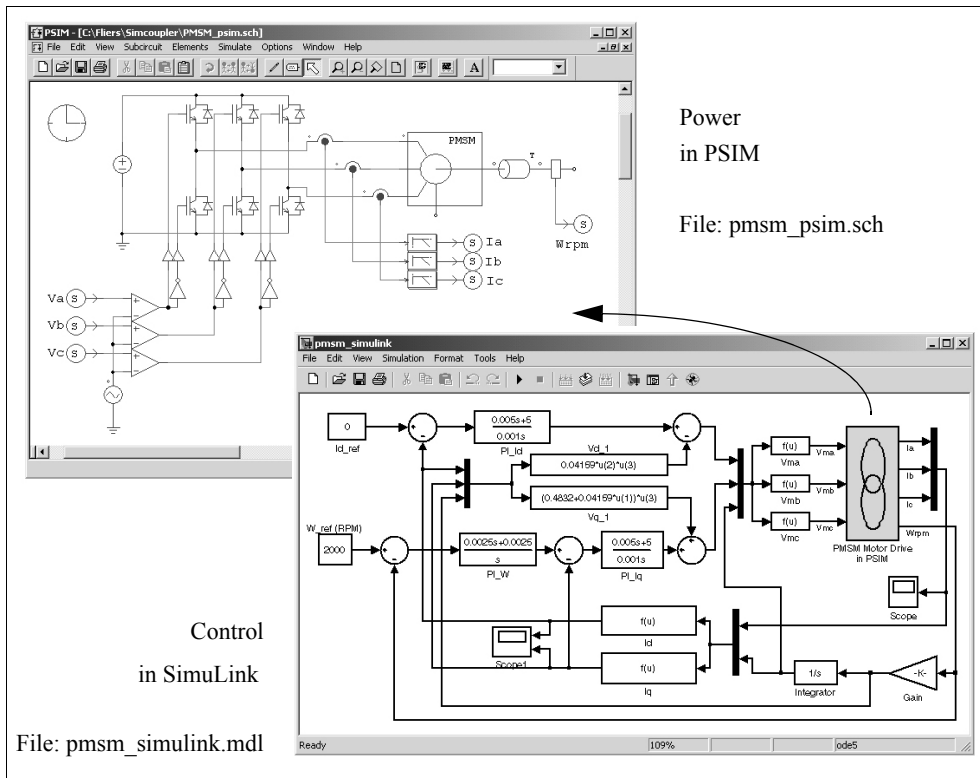 PSIM - [C:\Fliers\Simcoupler\PMSM_psim.sch]
File Edit View Subcircuit Elements Simulate Options Window Help
A
PMSM
T
Wrpm
S
S Ia
S Ib
S Ic
Va S
Vb S
Vc S
Power
in PSIM
File: pmsm_psim.sch
pmsm_simulink
File Edit View Simulation Format Tools Help
0
Id_ref
0.005s+5
0.001s
PI_Id
Vd_1
0.04159*u(2)*u(3)
(0.4832+0.04159*u(1))*u(3)
Vq_1
W_ref (RPM)
2000
0.0025s+0.0025
s
PI_W
0.005s+5
0.001s
PI_Iq
f(u)
Vma
f(u)
Vmb
f(u)
Vmc
Vma
Vmb
Vmc
Ia
Ib
Ic
Wrpm
PMSM Motor Drive
in PSIM
Scope
Scope1
f(u)
Id
f(u)
Iq
1/s
Integrator
-K-
Gain
Ready 109% ode5
Control
in SimuLink
File: pmsm_simulink.mdl